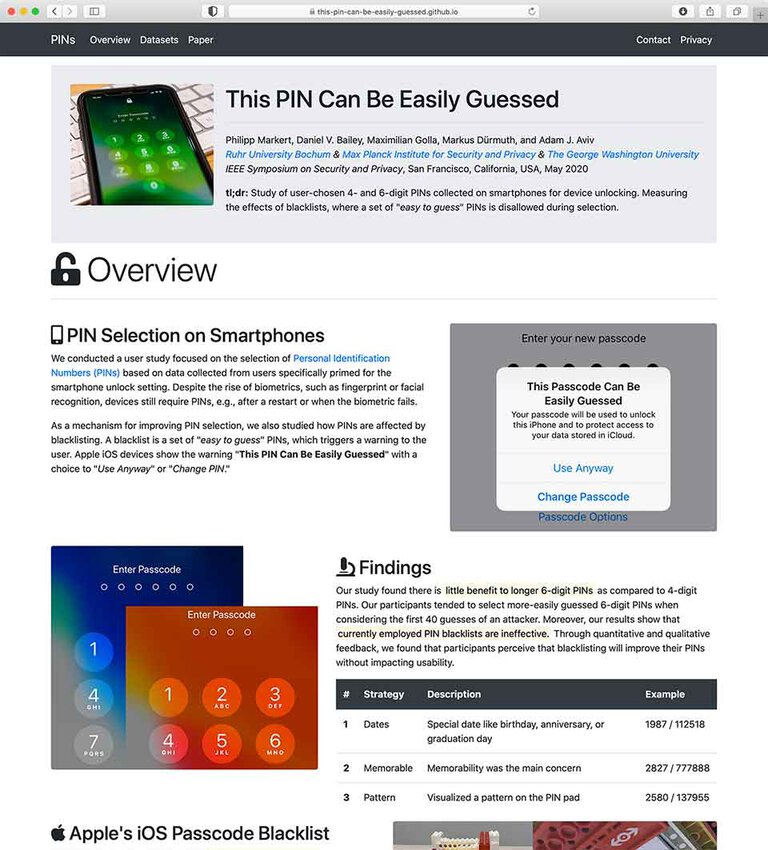 this-pin-can-be-easily-guessed.github.io
PINs Overview Datasets Paper Contact Privacy
Enter Passcode
This PIN Can Be Easily Guessed
Philipp Markert, Daniel V. Bailey, Maximilian Golla, Markus Dürmuth, and Adam J. Aviv
Ruhr University Bochum & Max Planck Institute for Security and Privacy & The George Washington University
IEEE Symposium on Security and Privacy, San Francisco, California, USA, May 2020
tl;dr: Study of user-chosen 4- and 6-digit PINs collected on smartphones for device unlocking. Measuring
the effects of blacklists, where a set of "easy to guess" PINs is disallowed during selection.
Overview
PIN Selection on Smartphones
We conducted a user study focused on the selection of Personal Identification
Numbers (PINs) based on data collected from users specifically primed for the
smartphone unlock setting. Despite the rise of biometrics, such as fingerprint or facial
recognition, devices still require PINs, e.g., after a restart or when the biometric fails.
As a mechanism for improving PIN selection, we also studied how PINs are affected by
blacklisting. A blacklist is a set of "easy to guess" PINs, which triggers a warning to the
user. Apple iOS devices show the warning "This PIN Can Be Easily Guessed" with a
choice to "Use Anyway" or "Change PIN."
Enter your new passcode
This Passcode Can Be
Easily Guessed
Your passcode will be used to unlock
this iPhone and to protect access to
your data stored in iCloud.
Use Anyway
Change Passcode
Passcode Options
Enter Passcode
1
4
GHI
7
PQRS
Enter Passcode
1 2 3
ABC DEF
4 5 6
GHI JKL MNO
Findings
Our study found there is little benefit to longer 6-digit PINs as compared to 4-digit
PINs. Our participants tended to select more-easily guessed 6-digit PINs when
considering the first 40 guesses of an attacker. Moreover, our results show that
currently employed PIN blacklists are ineffective. Through quantitative and qualitative
feedback, we found that participants perceive that blacklisting will improve their PINs
without impacting usability.
# Strategy Description Example
1 Dates Special date like birthday, anniversary, or 1987 / 112518
graduation day
2 Memorable Memorability was the main concern 2827 / 777888
3 Pattern Visualized a pattern on the PIN pad 2580 / 137955
Apple's iOS Passcode Blacklist